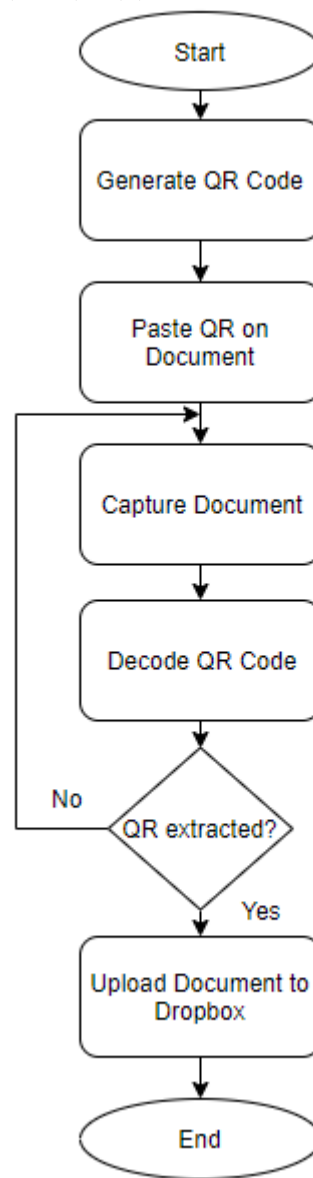 Start
Generate QR Code
Paste QR on
Document
Capture Document
Decode QR Code
No
QR extracted?
Yes
Upload Document to
Dropbox
End